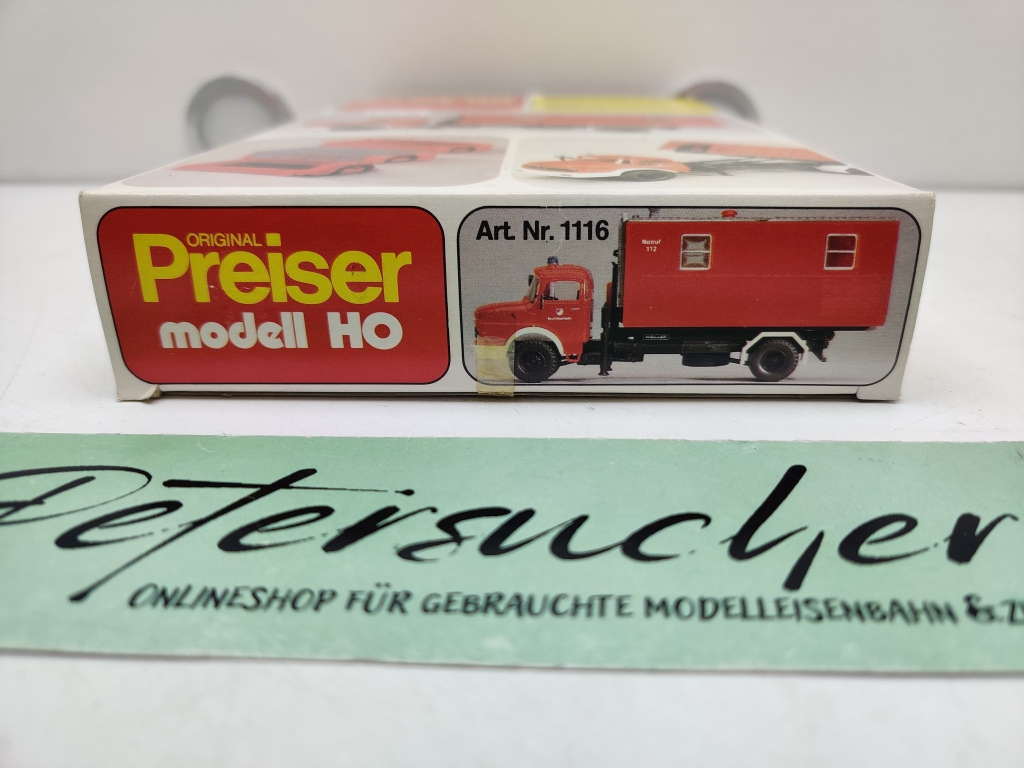 ORIGINAL
Preiser
modell HO
Art. Nr. 1116
Notruf
112
Petersucher
ONLINESHOP FÜR GEBRAUCHTE MODELLEISENBAHN &